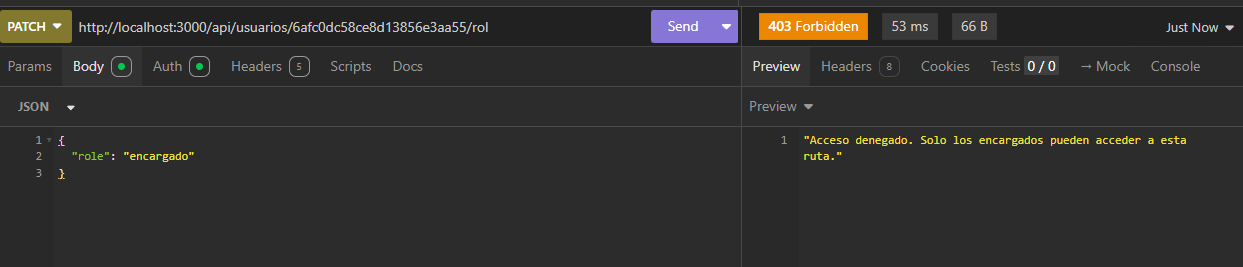 PATCH http://localhost:3000/api/usuarios/6afc0dc58ce8d13856e3aa55/rol Send 403 Forbidden 53 ms 66 B Just Now
Params Body Auth Headers 5 Scripts Docs Preview Headers 8 Cookies Tests 0 / 0 → Mock Console
JSON
Preview
1 {
2 "role": "encargado"
3 }
1 "Acceso denegado. Solo los encargados pueden acceder a esta
ruta."